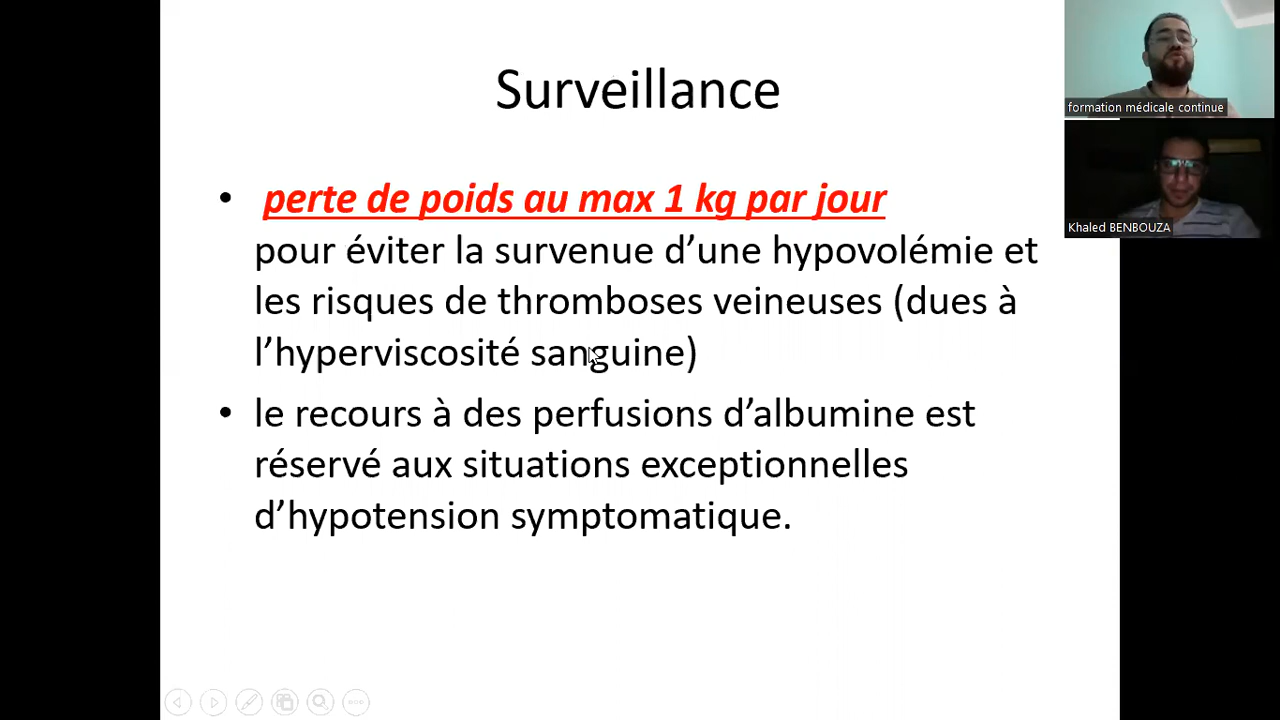 Surveillance
• perte de poids au max 1 kg par jour
pour éviter la survenue d’une hypovolémie et
les risques de thromboses veineuses (dues à
l’hyperviscosité sanguine)
• le recours à des perfusions d’albumine est
réservé aux situations exceptionnelles
d’hypotension symptomatique.
formation médicale continue
Khaled BENBOUZA